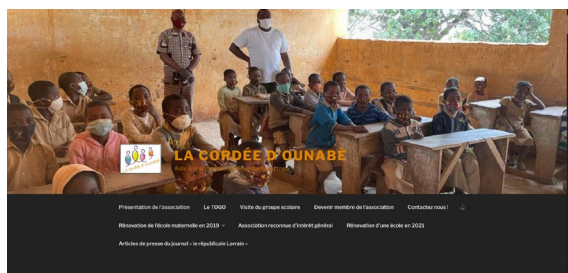 LA CORDÉE D'OUNABE
Présentation de l'association Le TOGO Visite du groupe scolaire Devenir membre de l'association Contactez nous !
Rénovation de l'école maternelle en 2019 Association reconnue d'intérêt général Rénovation d'une école en 2021
Articles de presse du journal « le républicain Lorrain »